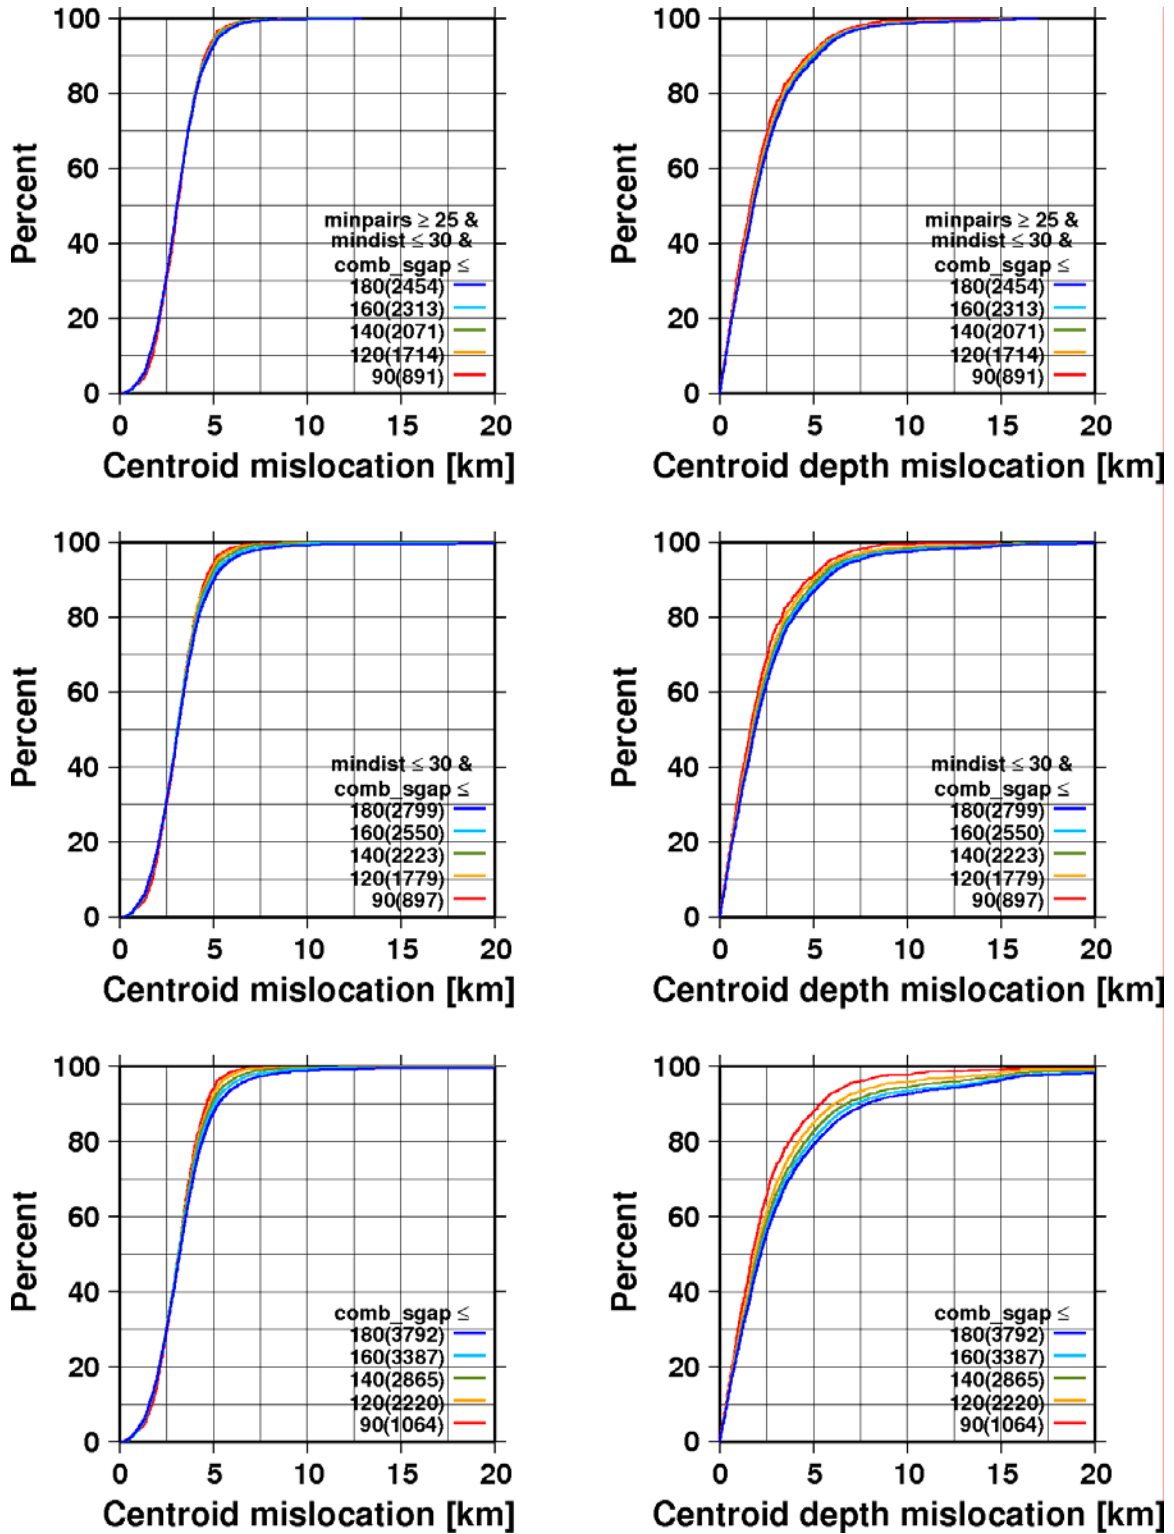 100
80
60
40
20
0
Percent
minpairs ≥ 25 &
mindist ≤ 30 &
comb_sgap ≤
180(2454)
160(2313)
140(2071)
120(1714)
90(891)
0 5 10 15 20
Centroid mislocation [km]
100
80
60
40
20
0
Percent
minpairs ≥ 25 &
mindist ≤ 30 &
comb_sgap ≤
180(2454)
160(2313)
140(2071)
120(1714)
90(891)
0 5 10 15 20
Centroid depth mislocation [km]
100
80
60
40
20
0
Percent
mindist ≤ 30 &
comb_sgap ≤
180(2799)
160(2550)
140(2223)
120(1779)
90(897)
0 5 10 15 20
Centroid mislocation [km]
100
80
60
40
20
0
Percent
mindist ≤ 30 &
comb_sgap ≤
180(2799)
160(2550)
140(2223)
120(1779)
90(897)
0 5 10 15 20
Centroid depth mislocation [km]
100
80
60
40
20
0
Percent
comb_sgap ≤
180(3792)
160(3387)
140(2865)
120(2220)
90(1064)
0 5 10 15 20
Centroid mislocation [km]
100
80
60
40
20
0
Percent
comb_sgap ≤
180(3792)
160(3387)
140(2865)
120(2220)
90(1064)
0 5 10 15 20
Centroid depth mislocation [km]